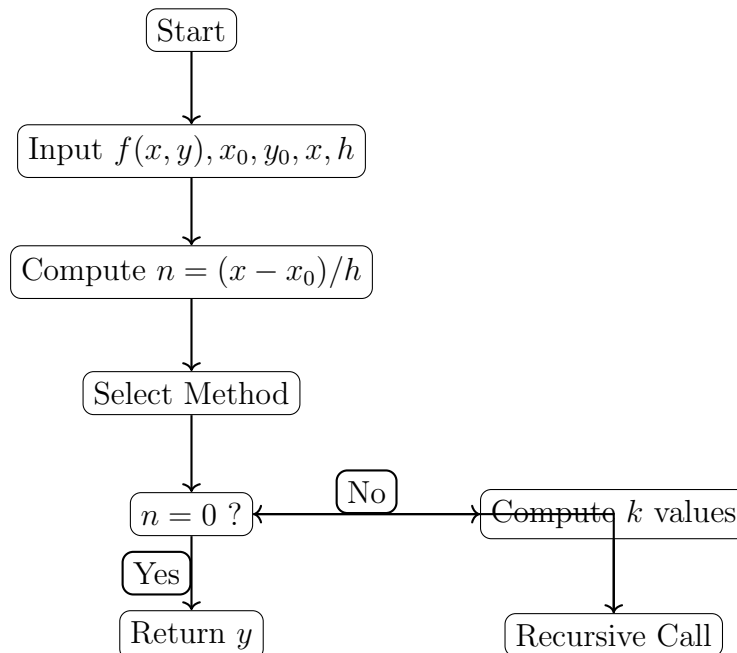 Start
Input f(x, y), x₀, y₀, x, h
Compute n = (x − x₀)/h
Select Method
No
n = 0 ?
Compute k values
Yes
Return y
Recursive Call